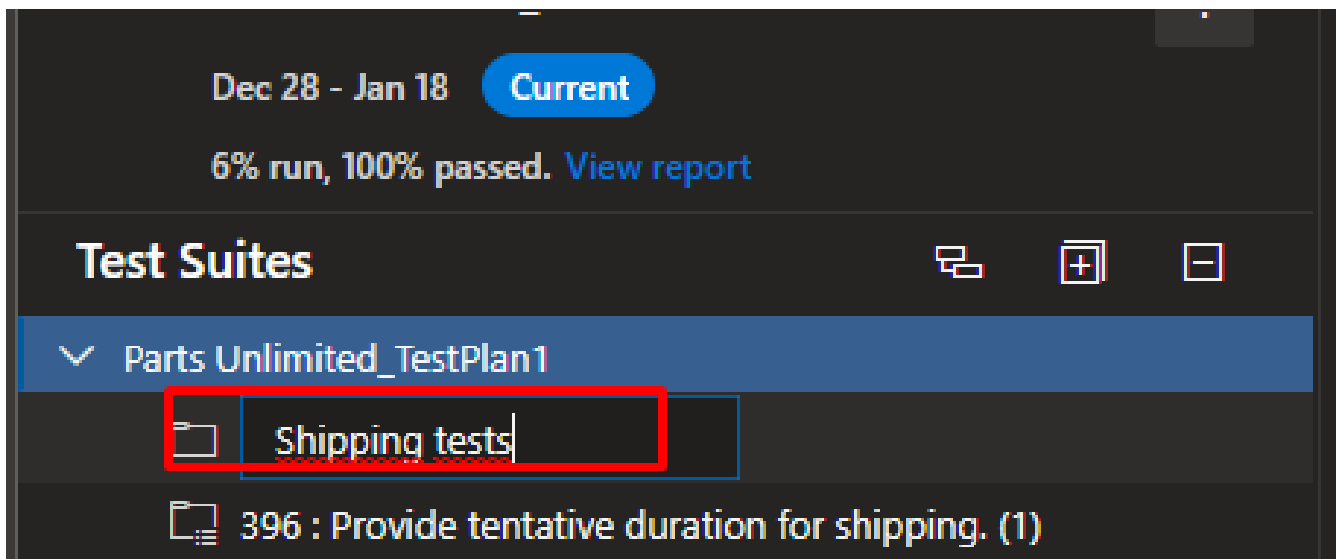 Dec 28 - Jan 18 Current
6% run, 100% passed. View report
Test Suites
Parts Unlimited_TestPlan1
Shipping tests
396 : Provide tentative duration for shipping. (1)